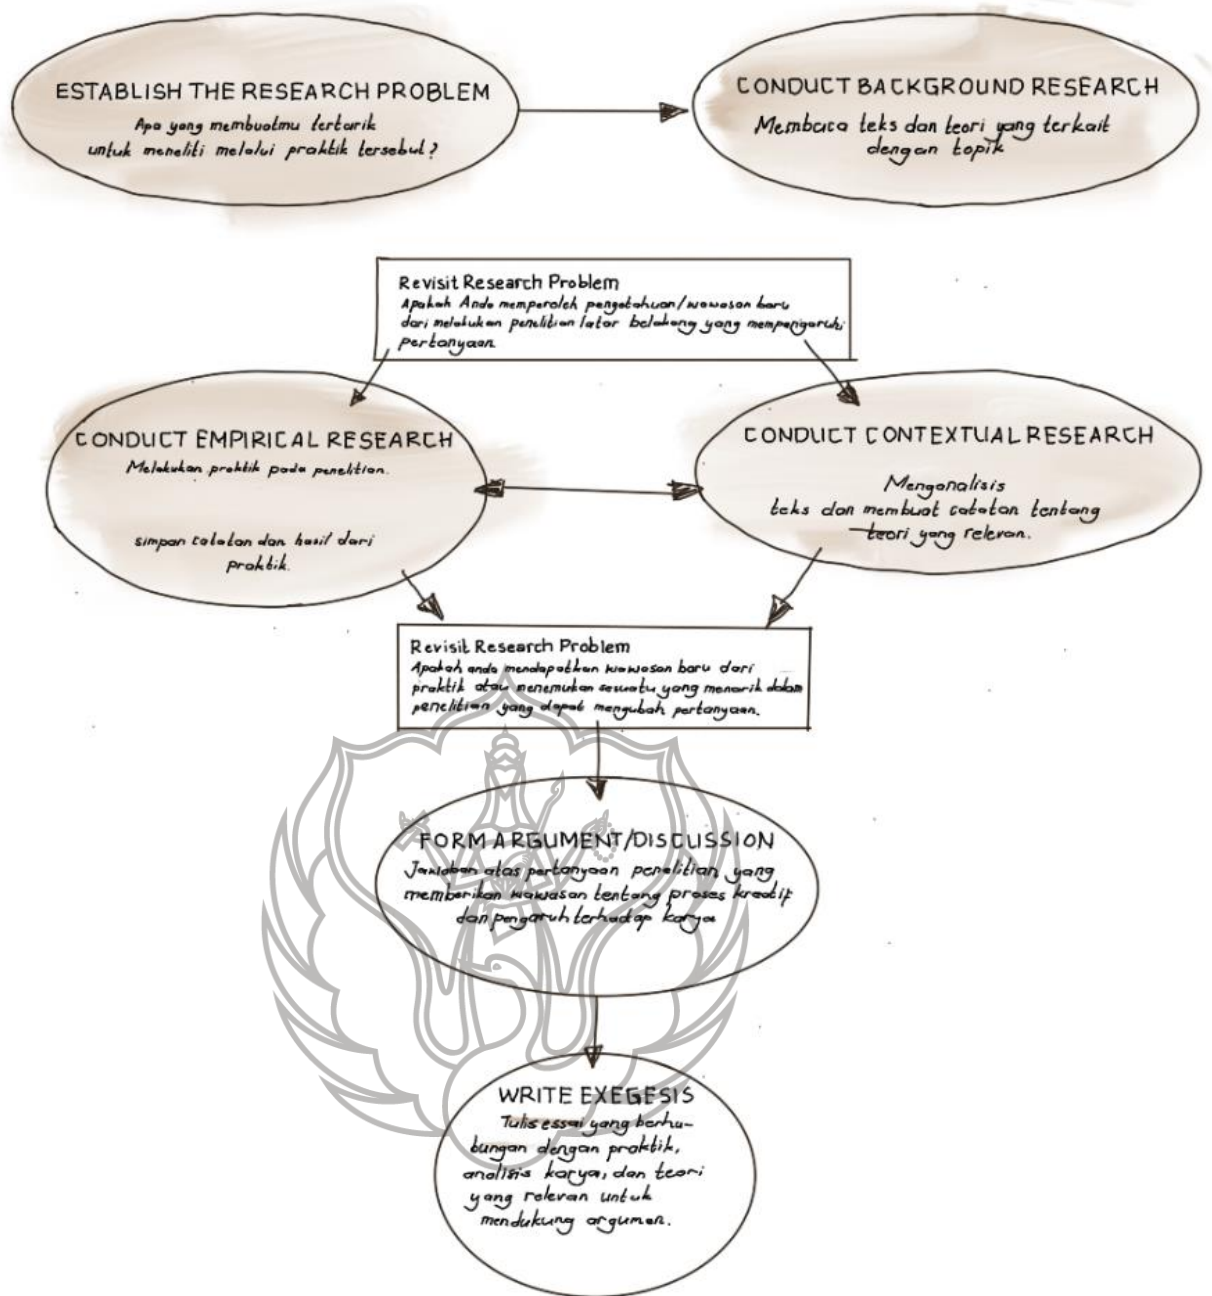 ESTABLISH THE RESEARCH PROBLEM
Apa yang membuatmu tertarik
untuk meneliti melalui praktik tersebut?
CONDUCT BACKGROUND RESEARCH
Membaca teks dan teori yang terkait
dengan topik
Revisit Research Problem
Apakah Anda memperoleh pengetahuan/wawasan baru
dari melakukan penelitian latar belakang yang mempengaruhi
pertanyaan
CONDUCT EMPIRICAL RESEARCH
Melakukan praktik pada penelitian.
simpan catatan dan hasil dari
praktik.
CONDUCT CONTEXTUAL RESEARCH
Menganalisis
teks dan membuat catatan tentang
teori yang relevan.
Revisit Research Problem
Apakah anda mendapatkan wawasan baru dari
praktik atau menemukan sesuatu yang menarik dalam
penelitian yang dapat mengubah pertanyaan.
FORM ARGUMENT/DISCUSSION
Jawaban atas pertanyaan penelitian yang
memberikan wawasan tentang proses kreatif
dan pengaruh terhadap karya
WRITE EXEGESIS
Tulis essai yang berhu-
bungan dengan praktik,
analisis karya, dan teori
yang relevan untuk
mendukung argumen.